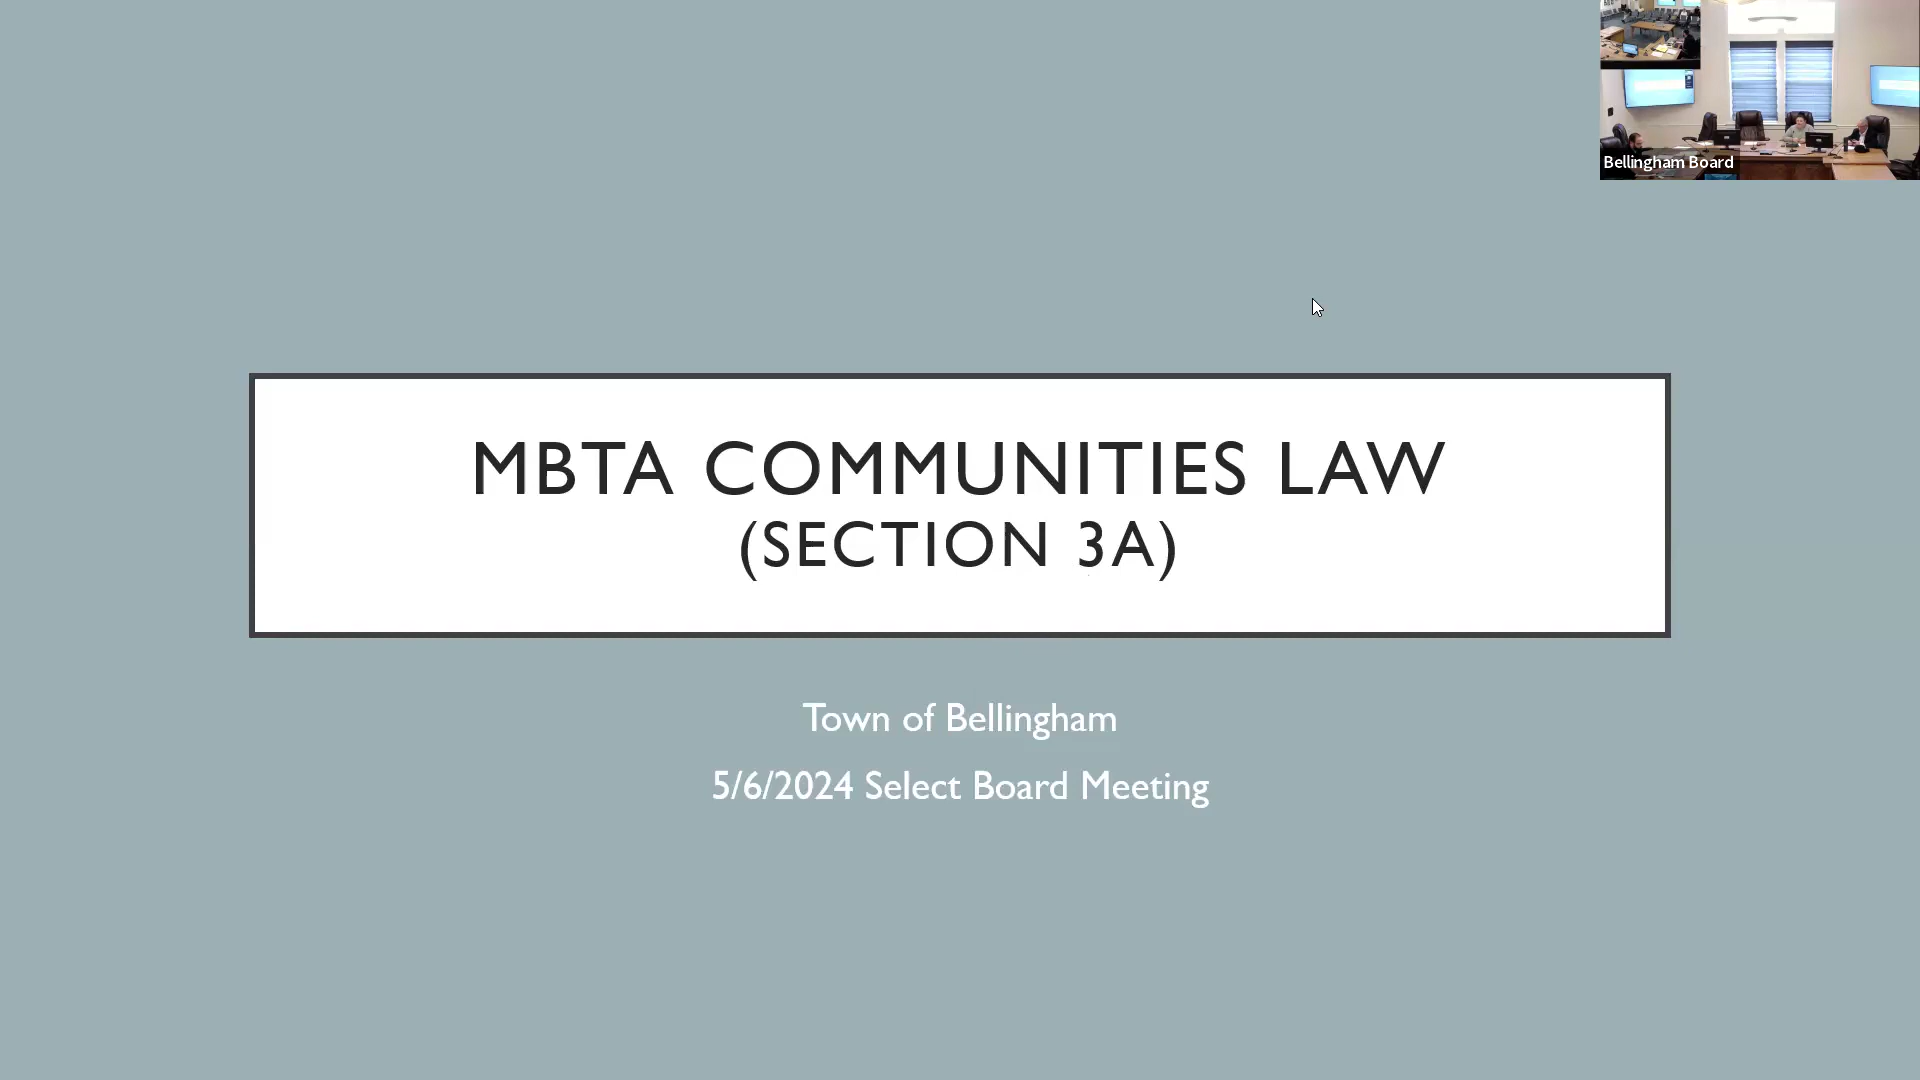 Bellingham Board
MBTA COMMUNITIES LAW
(SECTION 3A)
Town of Bellingham
5/6/2024 Select Board Meeting